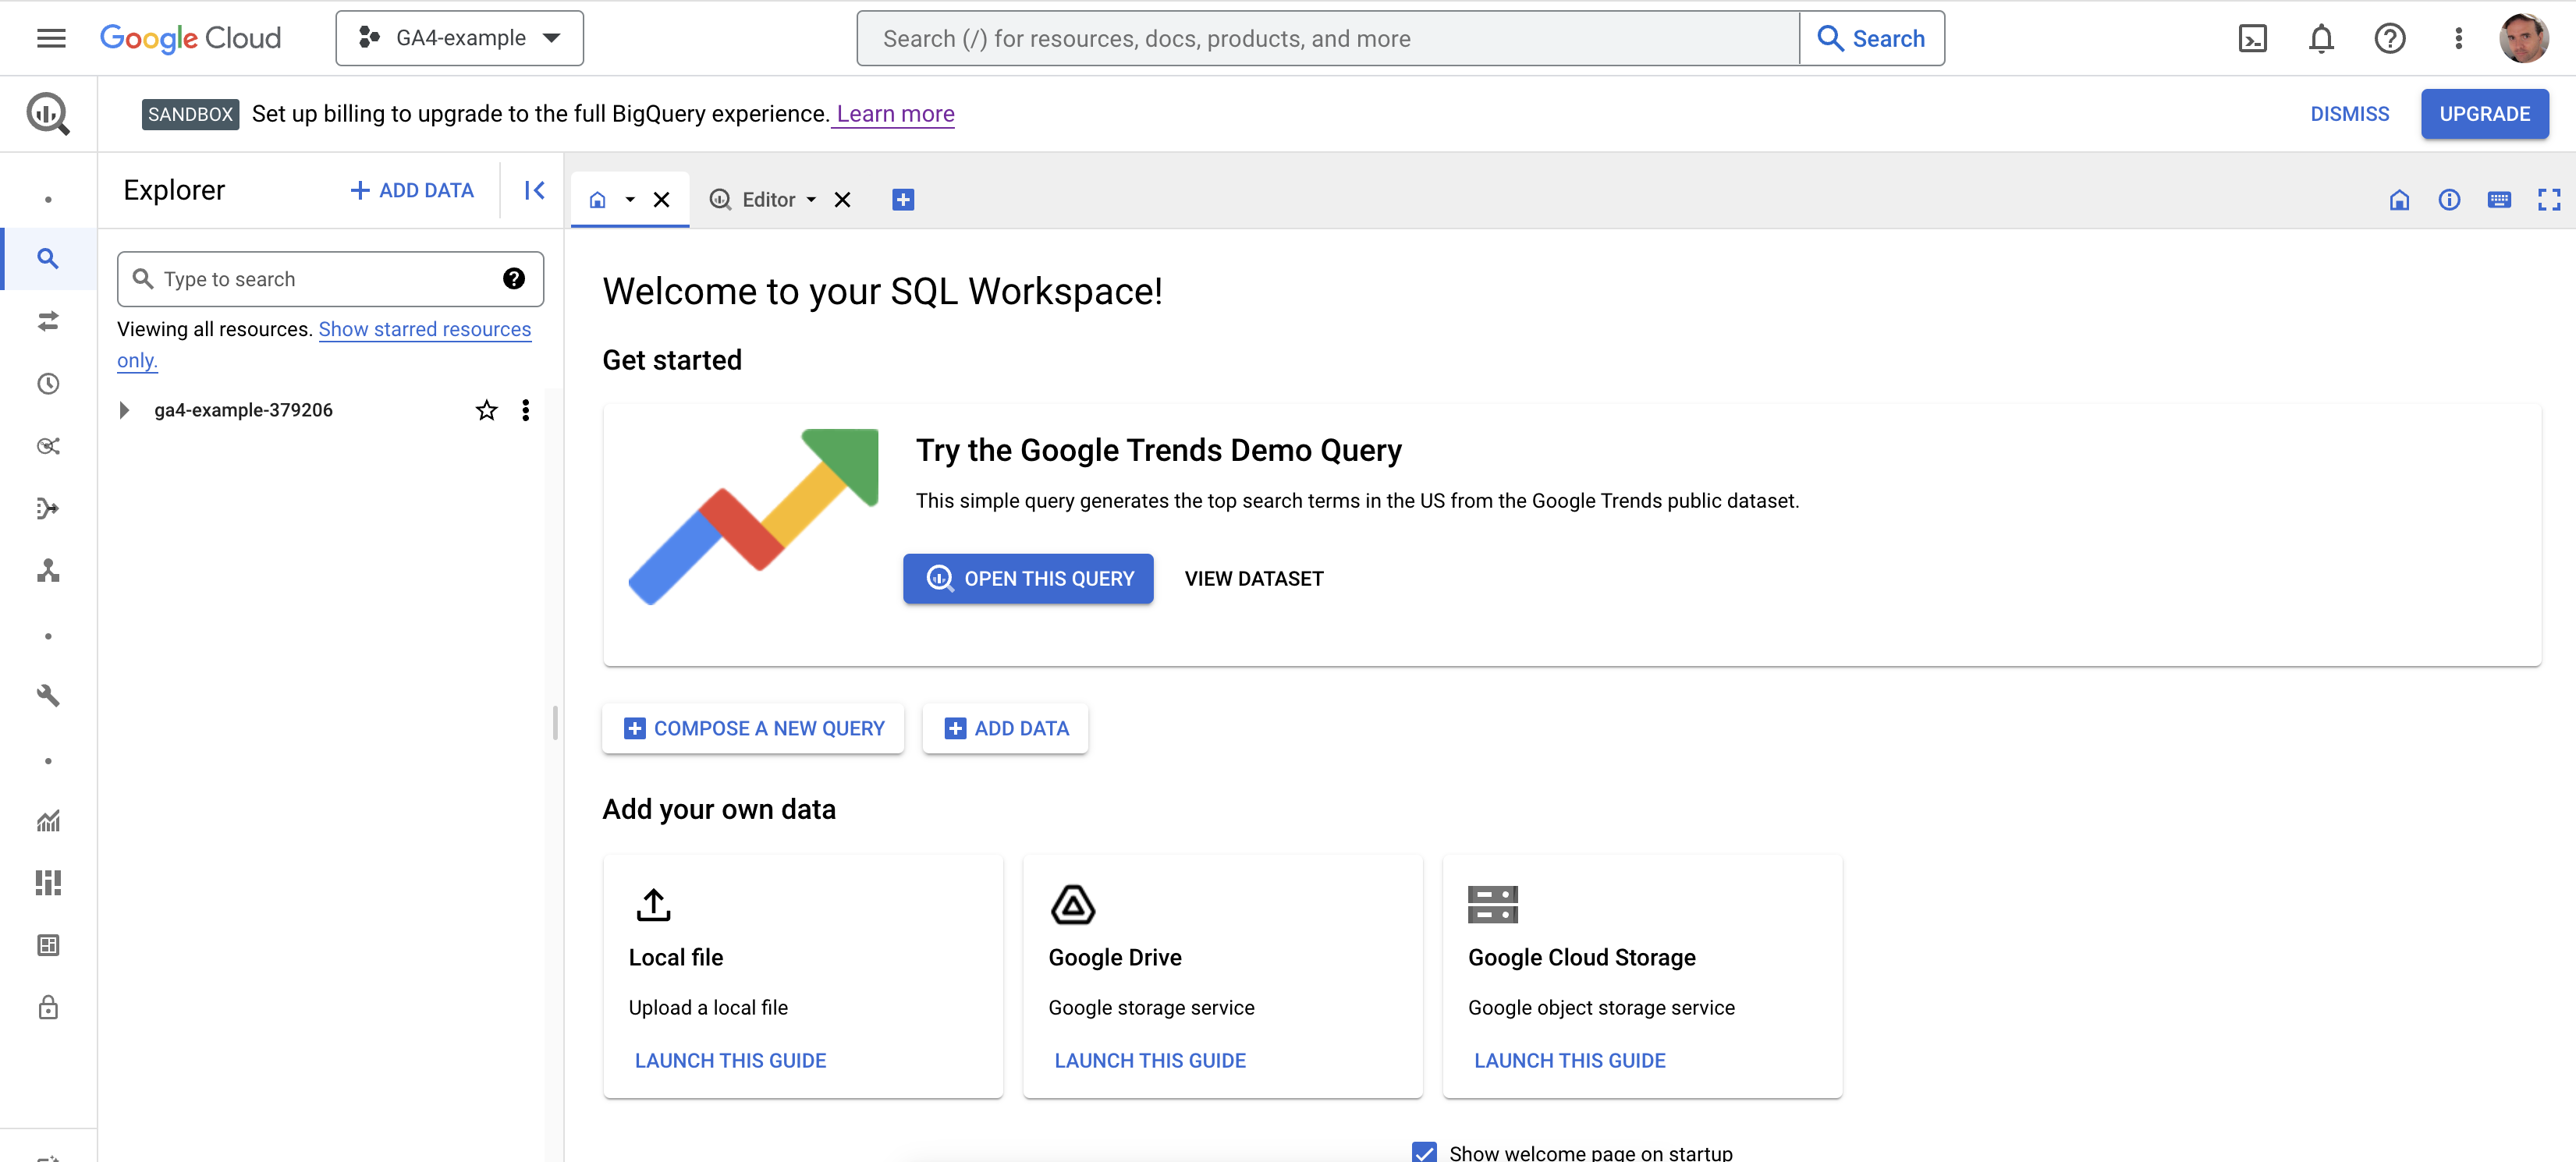 Google Cloud
GA4-example
Search (/) for resources, docs, products, and more
Search
SANDBOX Set up billing to upgrade to the full BigQuery experience. Learn more
DISMISS
UPGRADE
Explorer
ADD DATA
Editor
Type to search
Viewing all resources. Show starred resources
only.
ga4-example-379206
Welcome to your SQL Workspace!
Get started
Try the Google Trends Demo Query
This simple query generates the top search terms in the US from the Google Trends public dataset.
OPEN THIS QUERY
VIEW DATASET
COMPOSE A NEW QUERY
ADD DATA
Add your own data
Local file
Upload a local file
LAUNCH THIS GUIDE
Google Drive
Google storage service
LAUNCH THIS GUIDE
Google Cloud Storage
Google object storage service
LAUNCH THIS GUIDE
Show welcome page on startup